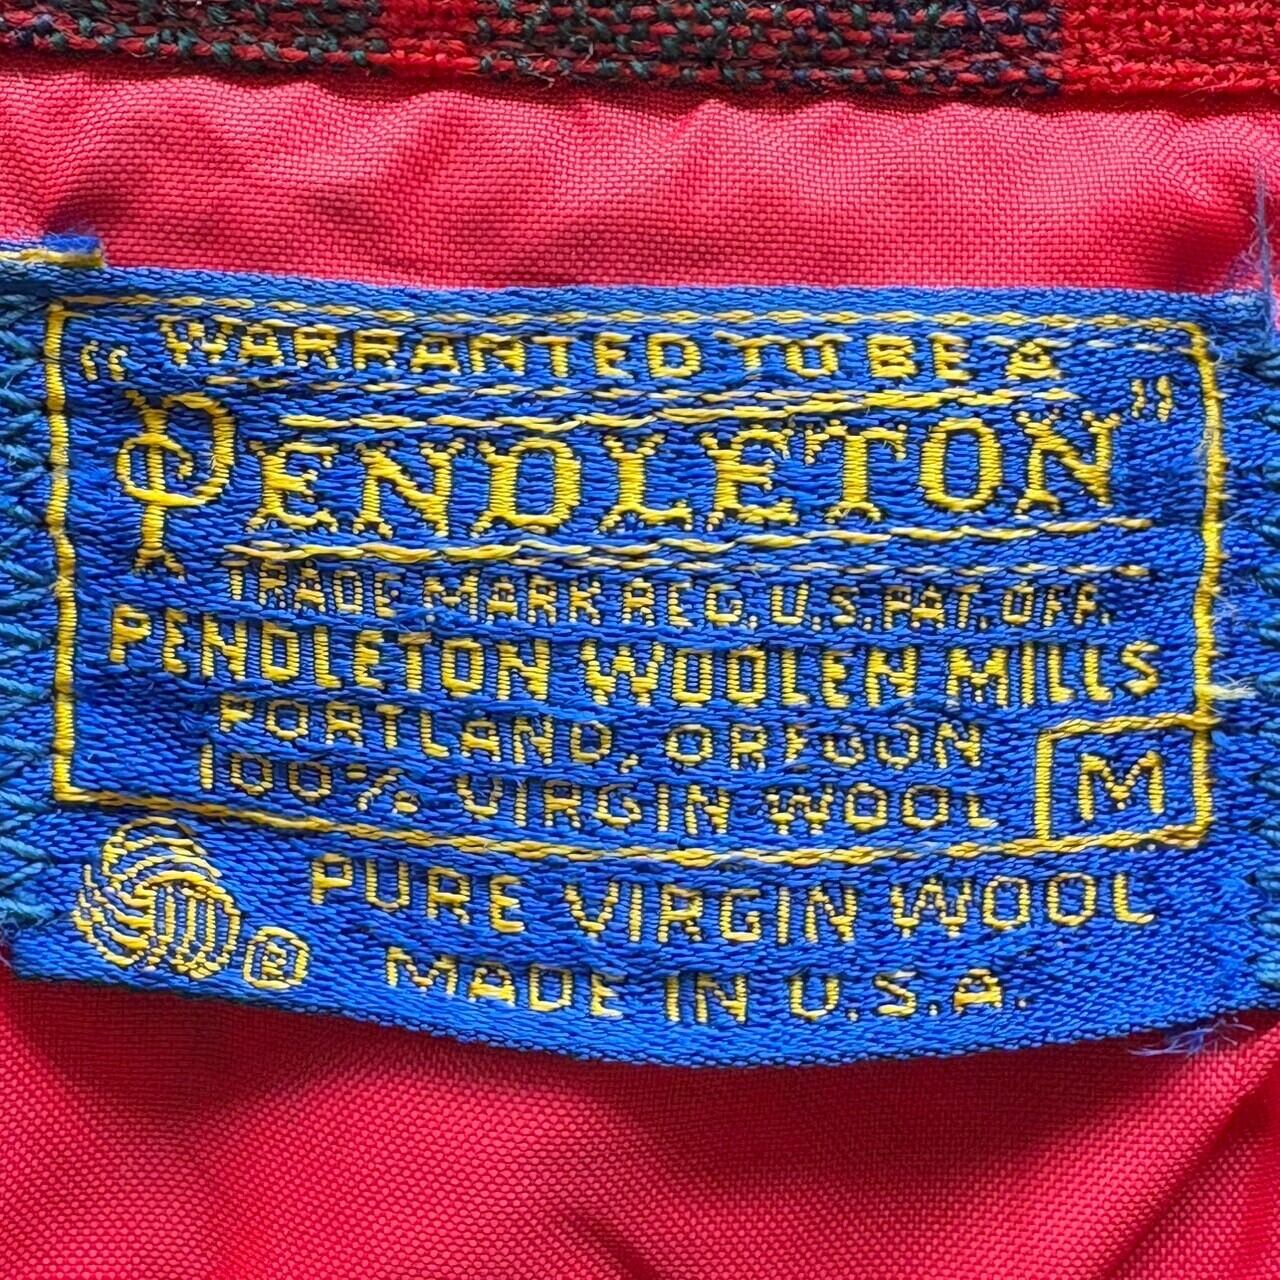 “ WARRANTED TO BE A
PENDLETON ”
TRADE MARK REG. U.S. PAT. OFF.
PENDLETON WOOLEN MILLS
PORTLAND, OREGON
100% VIRGIN WOOL
M
PURE VIRGIN WOOL
® MADE IN U.S.A.